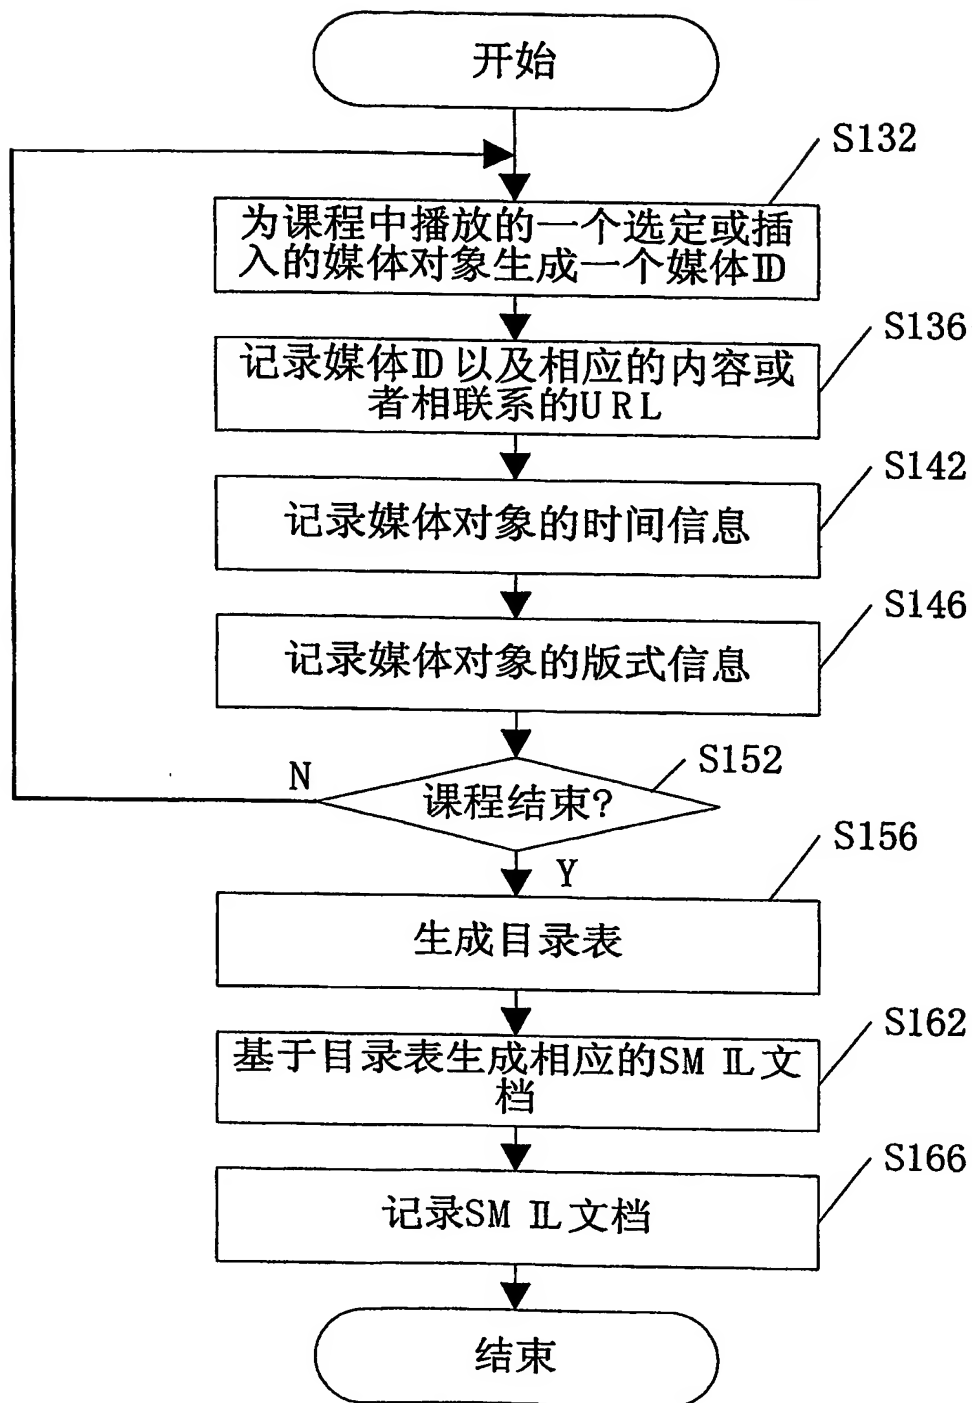 开始
S132
为课程中播放的一个选定或插
入的媒体对象生成一个媒体ID
S136
记录媒体ID以及相应的内容或
者相联系的URL
S142
记录媒体对象的时间信息
S146
记录媒体对象的版式信息
S152
N
课程结束?
Y
S156
生成目录表
S162
基于目录表生成相应的SMIL文
档
S166
记录SMIL文档
结束